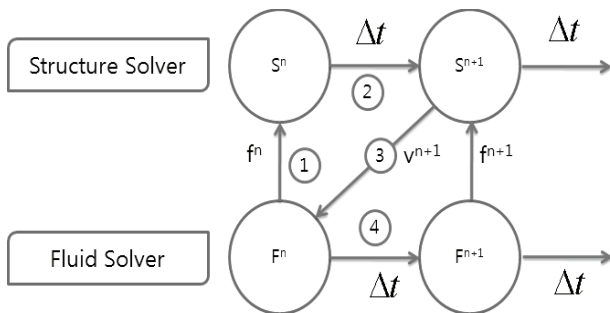 Δt Δt
Structure Solver Sⁿ Sⁿ⁺¹
2
fⁿ 1 3 vⁿ⁺¹ fⁿ⁺¹
4
Fluid Solver Fⁿ Fⁿ⁺¹
Δt Δt